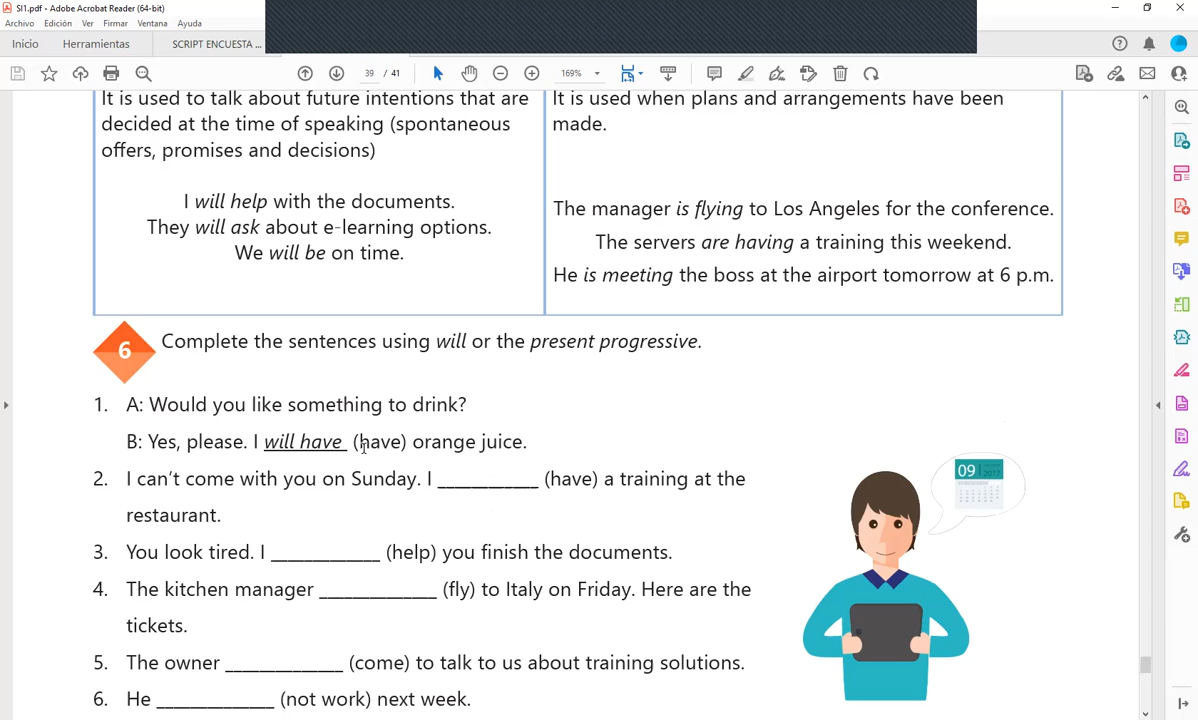 SI1.pdf - Adobe Acrobat Reader (64-bit)
Archivo Edición Ver Firmar Ventana Ayuda
Inicio Herramientas SCRIPT ENCUESTA ...
39 / 41 169%
It is used to talk about future intentions that are
decided at the time of speaking (spontaneous
offers, promises and decisions)
I will help with the documents.
They will ask about e-learning options.
We will be on time.
It is used when plans and arrangements have been
made.
The manager is flying to Los Angeles for the conference.
The servers are having a training this weekend.
He is meeting the boss at the airport tomorrow at 6 p.m.
6 Complete the sentences using will or the present progressive.
1. A: Would you like something to drink?
B: Yes, please. I will have (have) orange juice.
2. I can't come with you on Sunday. I ___________ (have) a training at the
restaurant.
3. You look tired. I ____________ (help) you finish the documents.
4. The kitchen manager _____________ (fly) to Italy on Friday. Here are the
tickets.
5. The owner _____________ (come) to talk to us about training solutions.
6. He _____________ (not work) next week.
09